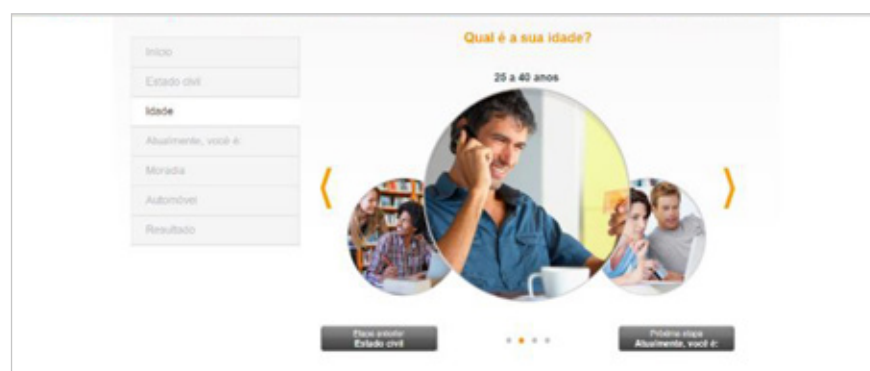 Qual é a sua idade?
25 a 40 anos
Início
Estado civil
Idade
Atualmente, você é:
Moradia
Automóvel
Resultado
Etapa anterior
Estado civil
Próxima etapa
Atualmente, você é: